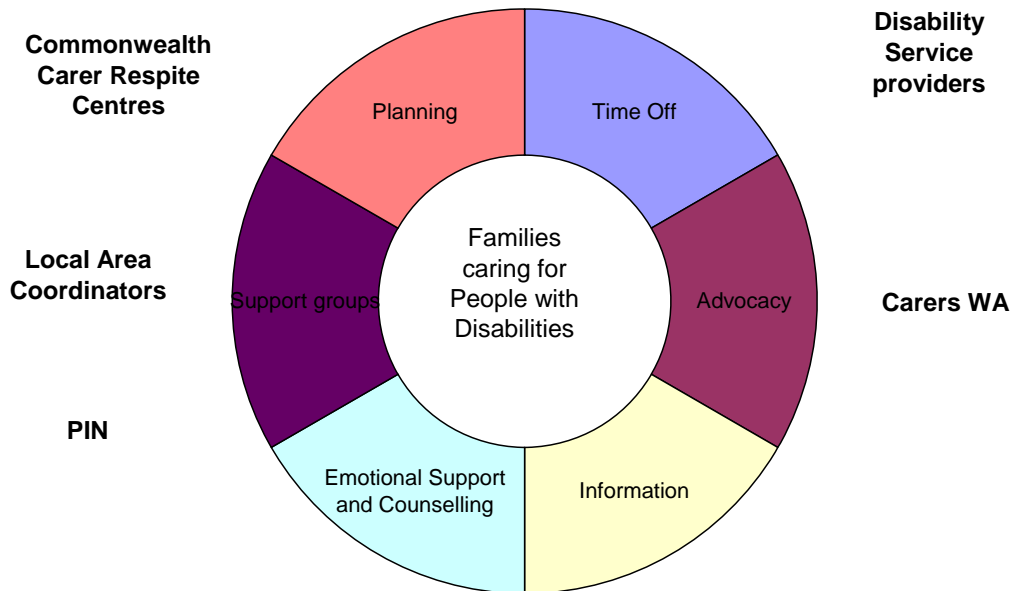 Commonwealth
Carer Respite
Centres
Disability
Service
providers
Planning
Time Off
Local Area
Coordinators
Support groups
Families
caring for
People with
Disabilities
Advocacy
Carers WA
PIN
Emotional Support
and Counselling
Information